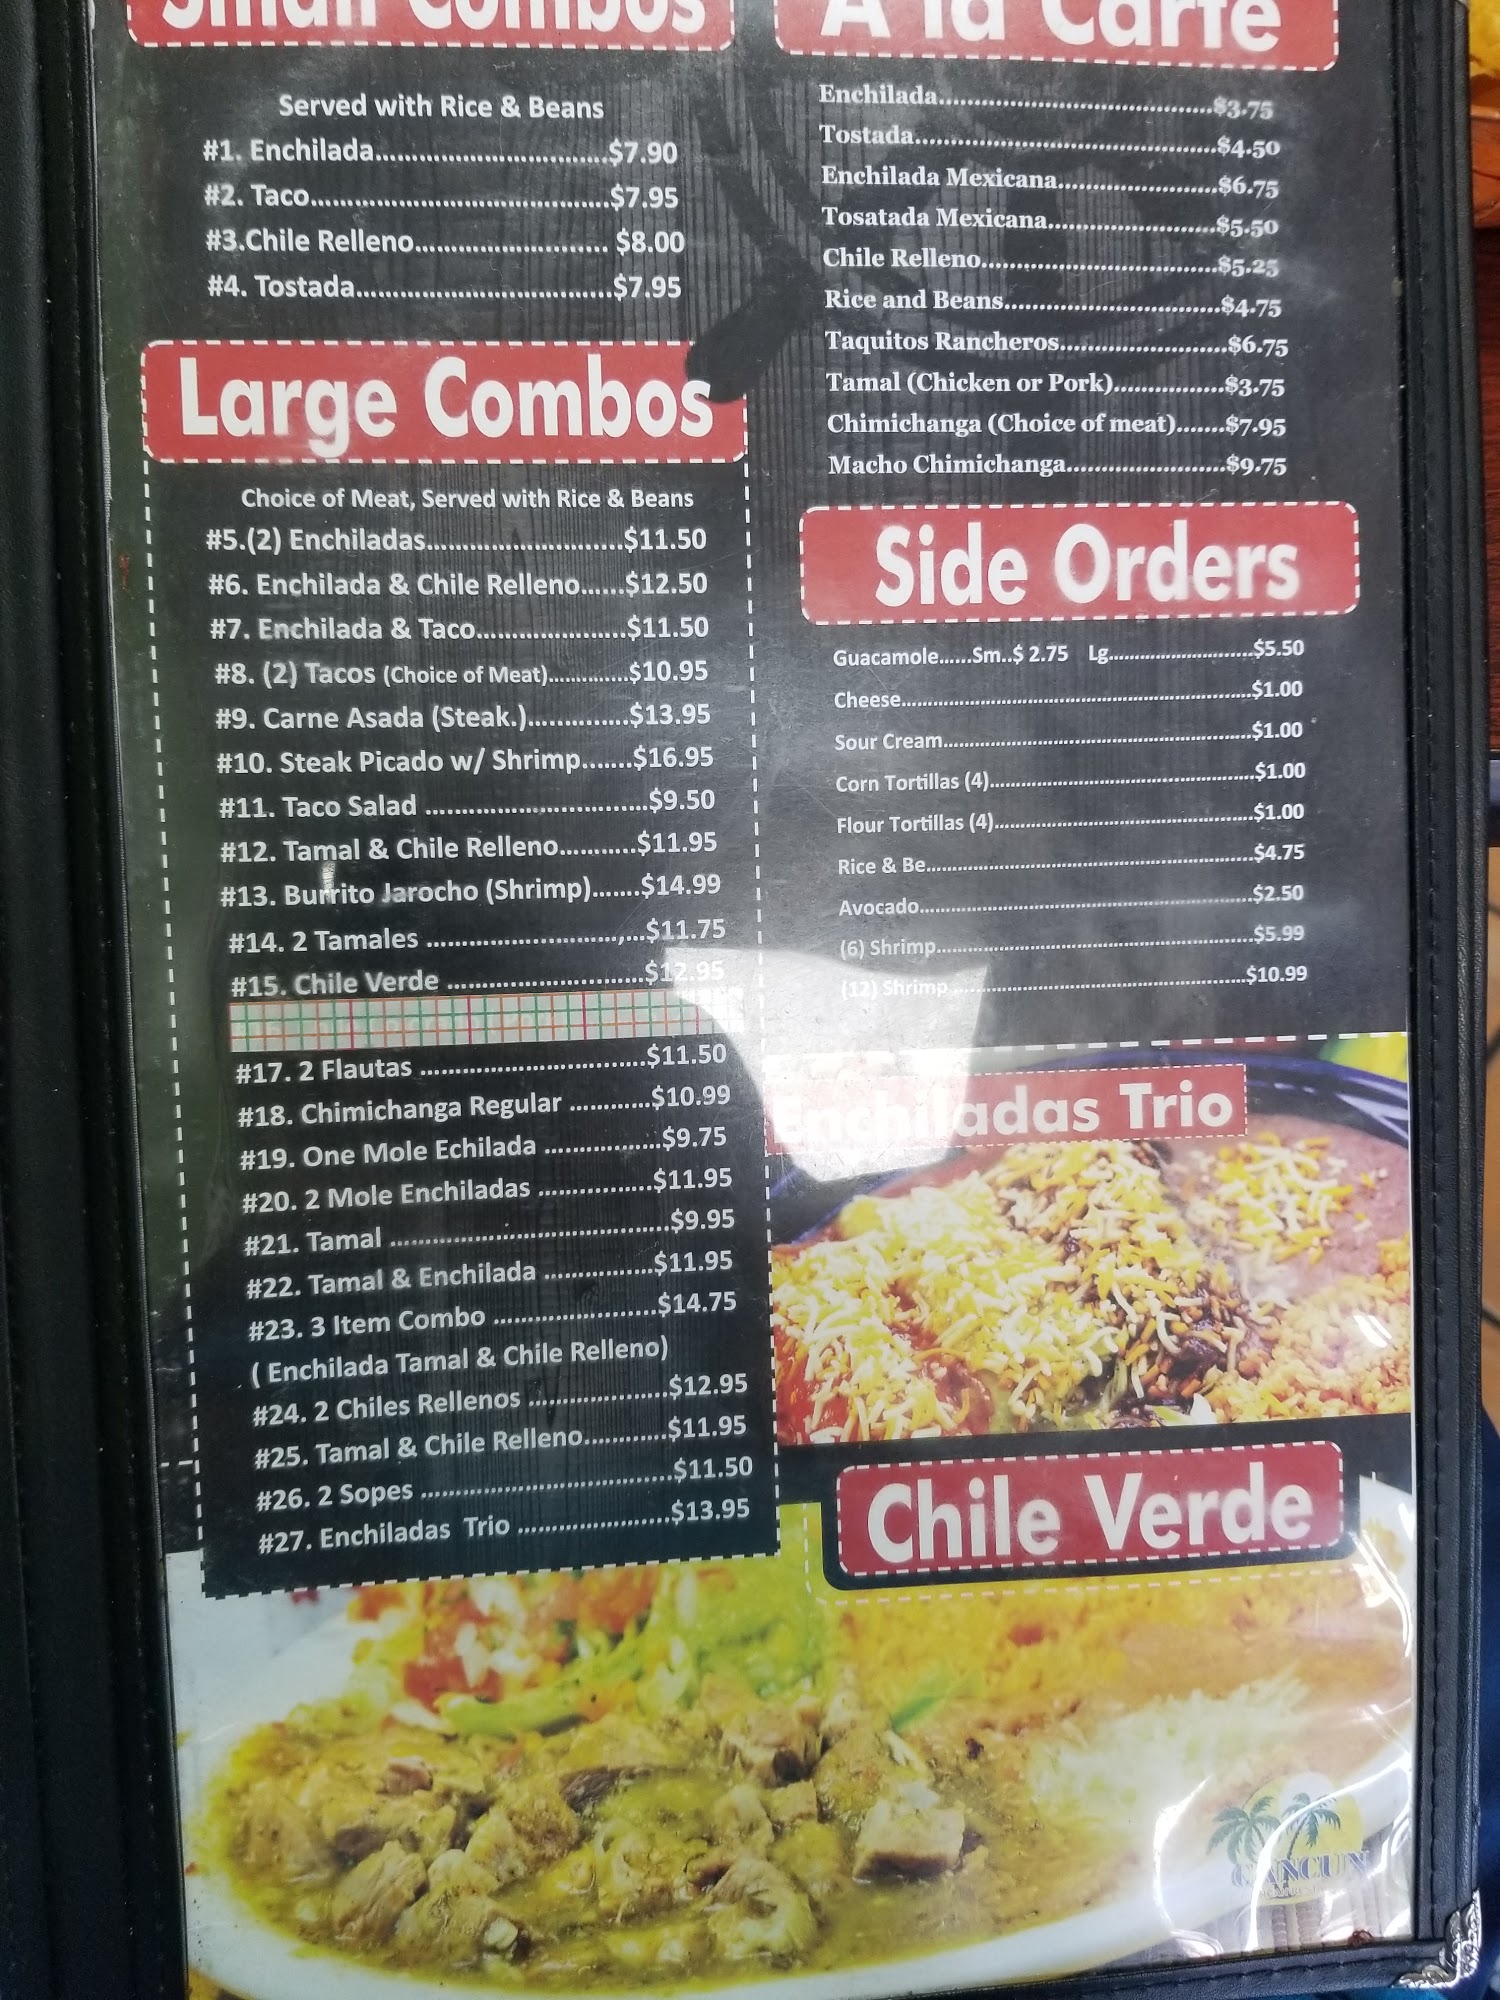 Small Combos
Served with Rice & Beans
#1. Enchilada...............................$7.90
#2. Taco........................................$7.95
#3.Chile Relleno.......................... $8.00
#4. Tostada..................................$7.95
Large Combos
Choice of Meat, Served with Rice & Beans
#5.(2) Enchiladas..........................$11.50
#6. Enchilada & Chile Relleno......$12.50
#7. Enchilada & Taco....................$11.50
#8. (2) Tacos (Choice of Meat)..............$10.95
#9. Carne Asada (Steak.)..............$13.95
#10. Steak Picado w/ Shrimp.......$16.95
#11. Taco Salad ..............................$9.50
#12. Tamal & Chile Relleno...........$11.95
#13. Burrito Jarocho (Shrimp).......$14.99
#14. 2 Tamales ..........................,...$11.75
#15. Chile Verde ..........................$12.95
#17. 2 Flautas ..............................$11.50
#18. Chimichanga Regular ............$10.99
#19. One Mole Echilada ................$9.75
#20. 2 Mole Enchiladas .................$11.95
#21. Tamal ......................................$9.95
#22. Tamal & Enchilada ................$11.95
#23. 3 Item Combo ........................$14.75
( Enchilada Tamal & Chile Relleno)
#24. 2 Chiles Rellenos ....................$12.95
#25. Tamal & Chile Relleno............$11.95
#26. 2 Sopes ....................................$11.50
#27. Enchiladas Trio ......................$13.95
A la Carte
Enchilada.......................................$3.75
Tostada...........................................$4.50
Enchilada Mexicana.......................$6.75
Tosatada Mexicana........................$5.50
Chile Relleno..................................$5.25
Rice and Beans...............................$4.75
Taquitos Rancheros........................$6.75
Tamal (Chicken or Pork)................$3.75
Chimichanga (Choice of meat).......$7.95
Macho Chimichanga.......................$9.75
Side Orders
Guacamole......Sm..$ 2.75 Lg..........................$5.50
Cheese................................................................$1.00
Sour Cream........................................................$1.00
Corn Tortillas (4)................................................$1.00
Flour Tortillas (4)...............................................$1.00
Rice & Be...........................................................$4.75
Avocado............................................................$2.50
(6) Shrimp.........................................................$5.99
(12) Shrimp.......................................................$10.99
Enchiladas Trio
Chile Verde
CANCUN